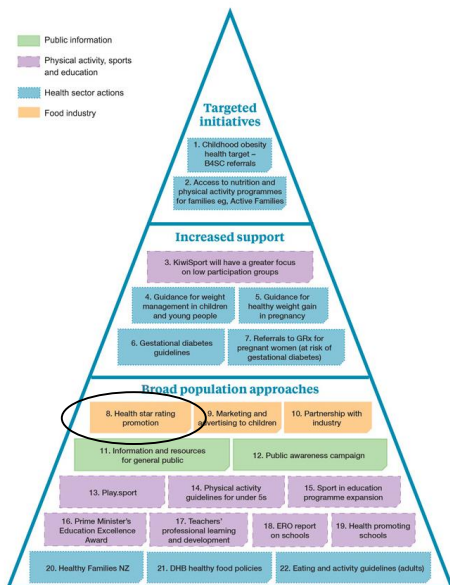 Public information
Physical activity, sports
and education
Health sector actions
Food industry
Targeted
initiatives
1. Childhood obesity
health target –
B4SC referrals
2. Access to nutrition and
physical activity programmes
for families eg, Active Families
Increased support
3. KiwiSport will have a greater focus
on low participation groups
4. Guidance for weight
management in children
and young people
5. Guidance for
healthy weight gain
in pregnancy
6. Gestational diabetes
guidelines
7. Referrals to GRx for
pregnant women (at risk of
gestational diabetes)
Broad population approaches
8. Health star rating
promotion
9. Marketing and
advertising to children
10. Partnership with
industry
11. Information and resources
for general public
12. Public awareness campaign
13. Play.sport
14. Physical activity
guidelines for under 5s
15. Sport in education
programme expansion
16. Prime Minister's
Education Excellence
Award
17. Teachers'
professional learning
and development
18. ERO report
on schools
19. Health promoting
schools
20. Healthy Families NZ
21. DHB healthy food policies
22. Eating and activity guidelines (adults)